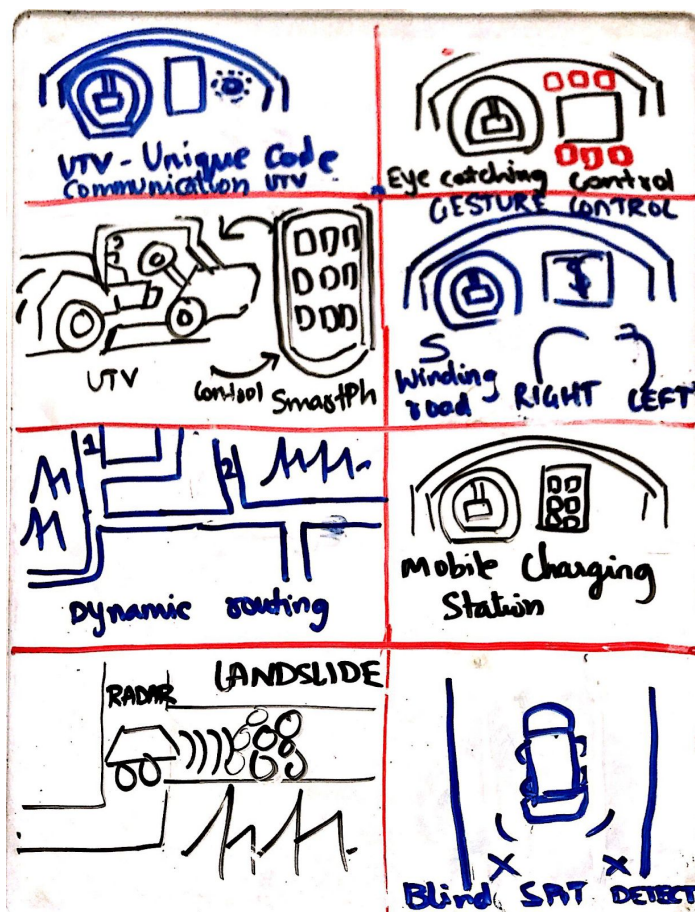 UTV - Unique Code
Communication UTV
Eye catching control
GESTURE CONTROL
UTV
Control SmartPh
S
Winding
road
RIGHT
LEFT
1
2
Dynamic routing
Mobile Charging
Station
LANDSLIDE
RADAR
Blind SPOT DETECT